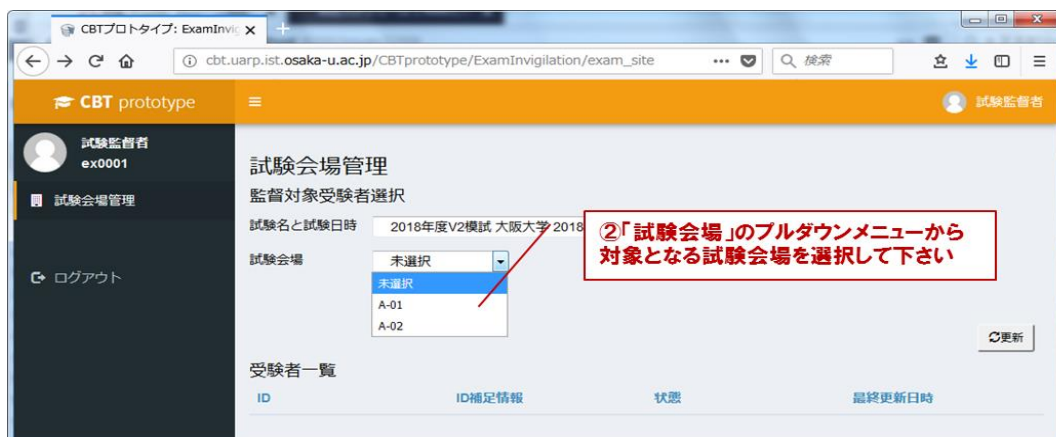 CBTプロトタイプ: ExamInvig
cbt.uarp.ist.osaka-u.ac.jp/CBTprototype/ExamInvigilation/exam_site
検索
CBT prototype
試験監督者
試験監督者
ex0001
試験会場管理
ログアウト
試験会場管理
監督対象受験者選択
試験名と試験日時 2018年度V2模試 大阪大学 2018
試験会場 未選択
未選択
A-01
A-02
②「試験会場」のプルダウンメニューから
対象となる試験会場を選択して下さい
更新
受験者一覧
ID ID補足情報 状態 最終更新日時